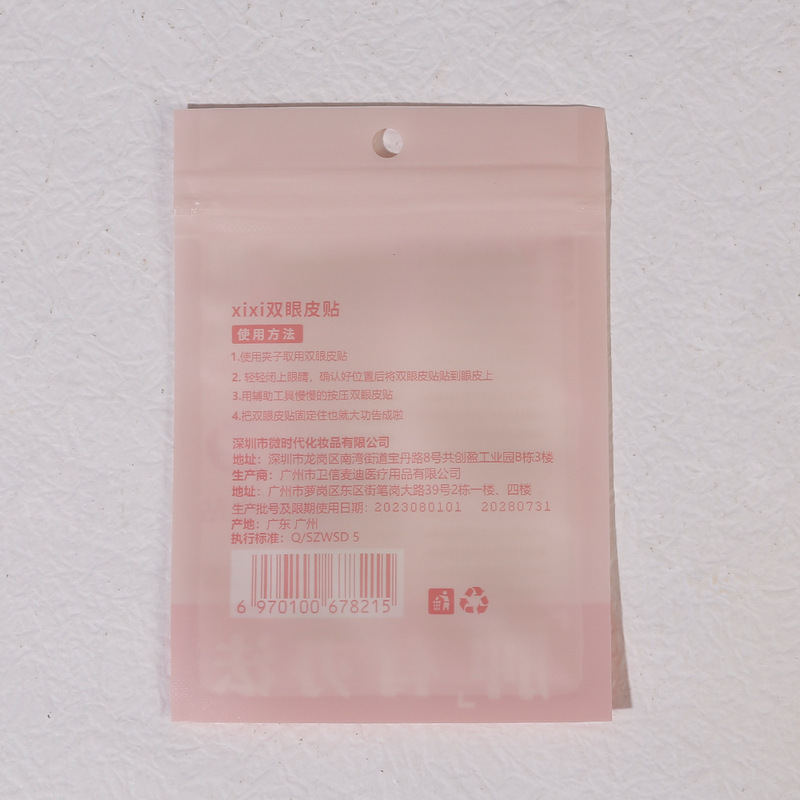 xixi双眼皮贴
使用方法
1.使用夹子取用双眼皮贴
2. 轻轻闭上眼睛，确认好位置后将双眼皮贴贴到眼皮上
3.用辅助工具慢慢的按压双眼皮贴
4.把双眼皮贴固定住也就大功告成啦
深圳市微时代化妆品有限公司
地址：深圳市龙岗区南湾街道宝丹路8号共创盈工业园B栋3楼
生产商：广州市卫信麦迪医疗用品有限公司
地址：广州市萝岗区东区街笔岗大路39号2栋一楼、四楼
生产批号及限期使用日期：2023080101 20280731
产地：广东 广州
执行标准：Q/SZWSD 5
6 970100 678215